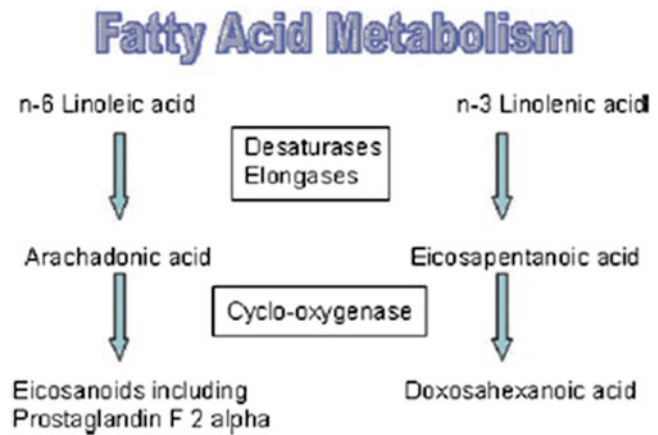 Fatty Acid Metabolism
n-6 Linoleic acid
n-3 Linolenic acid
Desaturases
Elongases
Arachadonic acid
Eicosapentanoic acid
Cyclo-oxygenase
Eicosanoids including
Prostaglandin F 2 alpha
Doxosahexanoic acid